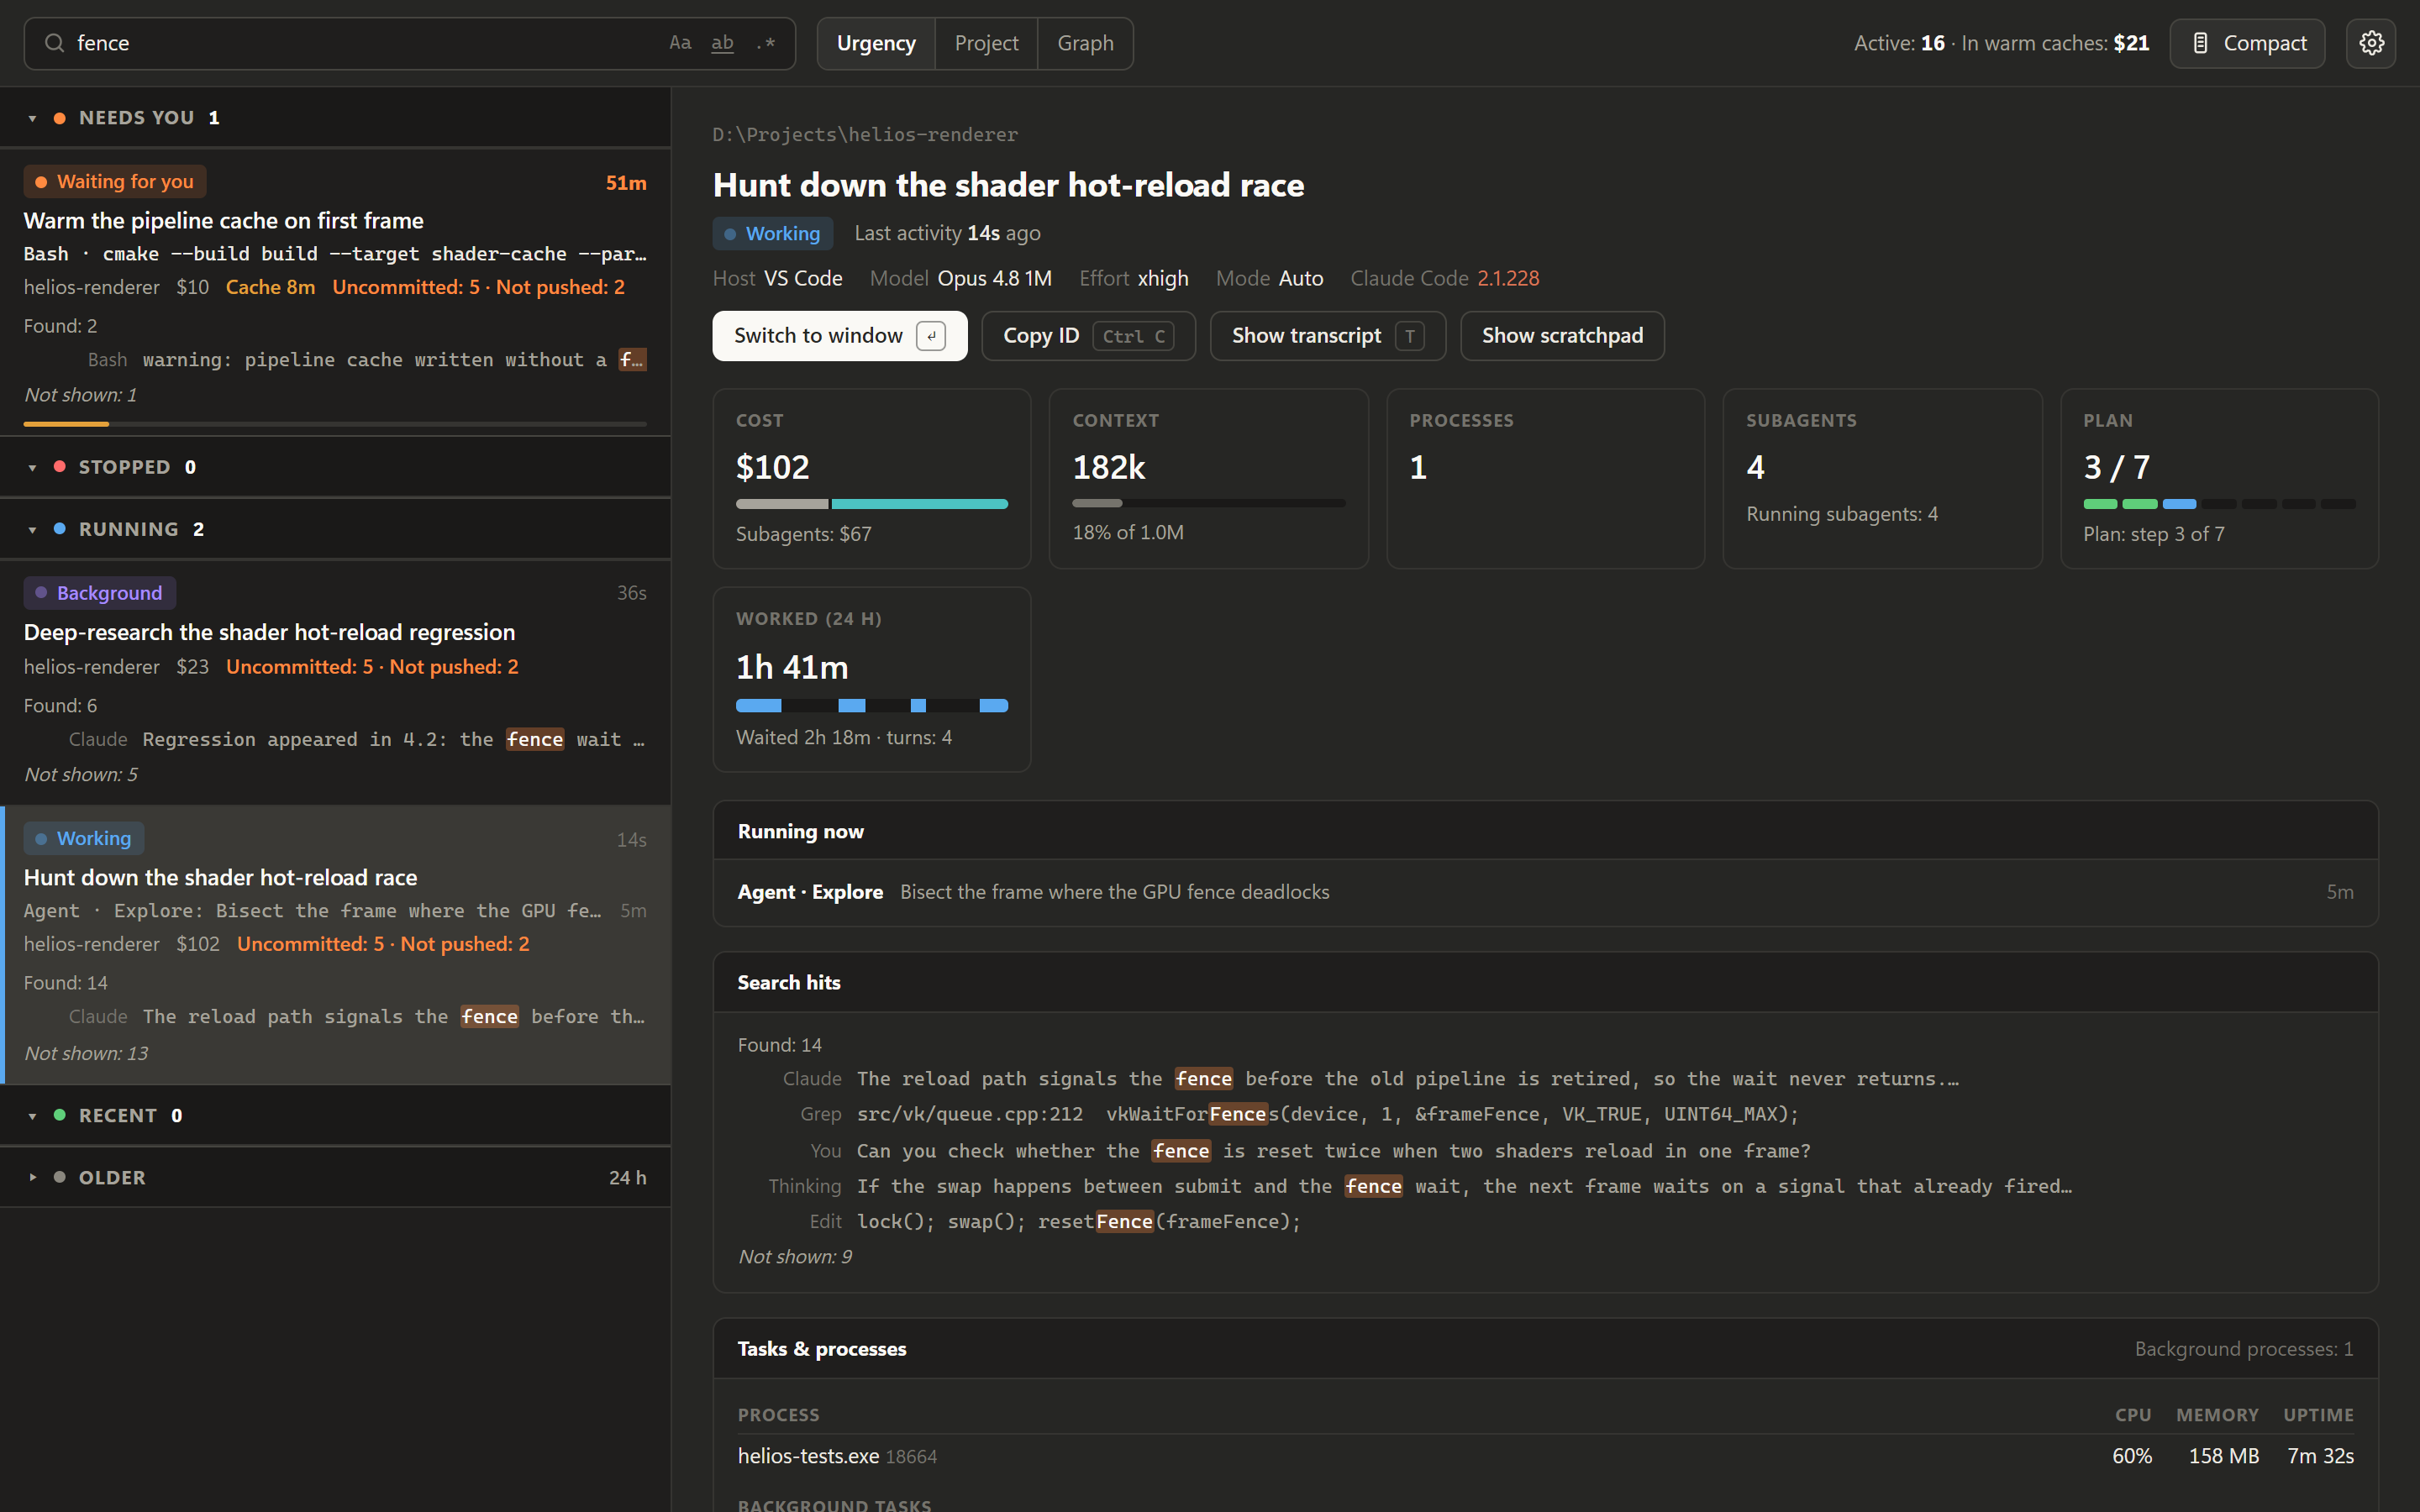 fence Aa ab .*
Urgency Project Graph
Active: 16 · In warm caches: $21 Compact
NEEDS YOU 1
Waiting for you 51m
Warm the pipeline cache on first frame
Bash · cmake --build build --target shader-cache --par…
helios-renderer $10 Cache 8m Uncommitted: 5 · Not pushed: 2
Found: 2
Bash warning: pipeline cache written without a f…
Not shown: 1
STOPPED 0
RUNNING 2
Background 36s
Deep-research the shader hot-reload regression
helios-renderer $23 Uncommitted: 5 · Not pushed: 2
Found: 6
Claude Regression appeared in 4.2: the fence wait …
Not shown: 5
Working 14s
Hunt down the shader hot-reload race
Agent · Explore: Bisect the frame where the GPU fe… 5m
helios-renderer $102 Uncommitted: 5 · Not pushed: 2
Found: 14
Claude The reload path signals the fence before th…
Not shown: 13
RECENT 0
OLDER 24 h
D:\Projects\helios-renderer
Hunt down the shader hot-reload race
Working Last activity 14s ago
Host VS Code Model Opus 4.8 1M Effort xhigh Mode Auto Claude Code 2.1.228
Switch to window ↵ Copy ID Ctrl C Show transcript T Show scratchpad
COST
$102
Subagents: $67
CONTEXT
182k
18% of 1.0M
PROCESSES
1
SUBAGENTS
4
Running subagents: 4
PLAN
3 / 7
Plan: step 3 of 7
WORKED (24 H)
1h 41m
Waited 2h 18m · turns: 4
Running now
Agent · Explore Bisect the frame where the GPU fence deadlocks 5m
Search hits
Found: 14
Claude The reload path signals the fence before the old pipeline is retired, so the wait never returns.…
Grep src/vk/queue.cpp:212 vkWaitForFences(device, 1, &frameFence, VK_TRUE, UINT64_MAX);
You Can you check whether the fence is reset twice when two shaders reload in one frame?
Thinking If the swap happens between submit and the fence wait, the next frame waits on a signal that already fired…
Edit lock(); swap(); resetFence(frameFence);
Not shown: 9
Tasks & processes Background processes: 1
PROCESS CPU MEMORY UPTIME
helios-tests.exe 18664 60% 158 MB 7m 32s
BACKGROUND TASKS